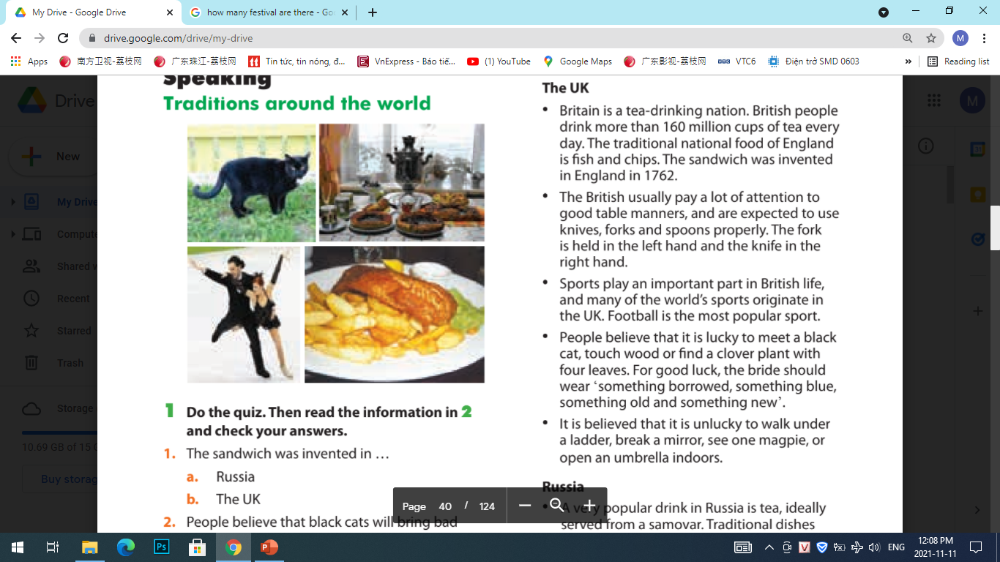 My Drive - Google Drive
how many festival are there - Go
drive.google.com/drive/my-drive
M
Apps
南方卫视-荔枝网
广东珠江-荔枝网
Tin tức, tin nóng, đ...
VnExpress - Báo tiế...
(1) YouTube
Google Maps
广东影视-荔枝网
VTC6
Điện trở SMD 0603
»
Reading list
Drive
M
New
My Drive
Compute
Shared w
Recent
Starred
Trash
Storage
10.69 GB of 15
Buy storag
31
Speaking
Traditions around the world
1 Do the quiz. Then read the information in 2
and check your answers.
1. The sandwich was invented in …
a. Russia
b. The UK
2. People believe that black cats will bring bad
The UK
• Britain is a tea-drinking nation. British people
drink more than 160 million cups of tea every
day. The traditional national food of England
is fish and chips. The sandwich was invented
in England in 1762.
• The British usually pay a lot of attention to
good table manners, and are expected to use
knives, forks and spoons properly. The fork
is held in the left hand and the knife in the
right hand.
• Sports play an important part in British life,
and many of the world's sports originate in
the UK. Football is the most popular sport.
• People believe that it is lucky to meet a black
cat, touch wood or find a clover plant with
four leaves. For good luck, the bride should
wear ‘something borrowed, something blue,
something old and something new’.
• It is believed that it is unlucky to walk under
a ladder, break a mirror, see one magpie, or
open an umbrella indoors.
Russia
• A very popular drink in Russia is tea, ideally
served from a samovar. Traditional dishes
Page 40 / 124
Ps
P
V
ENG
12:08 PM
2021-11-11